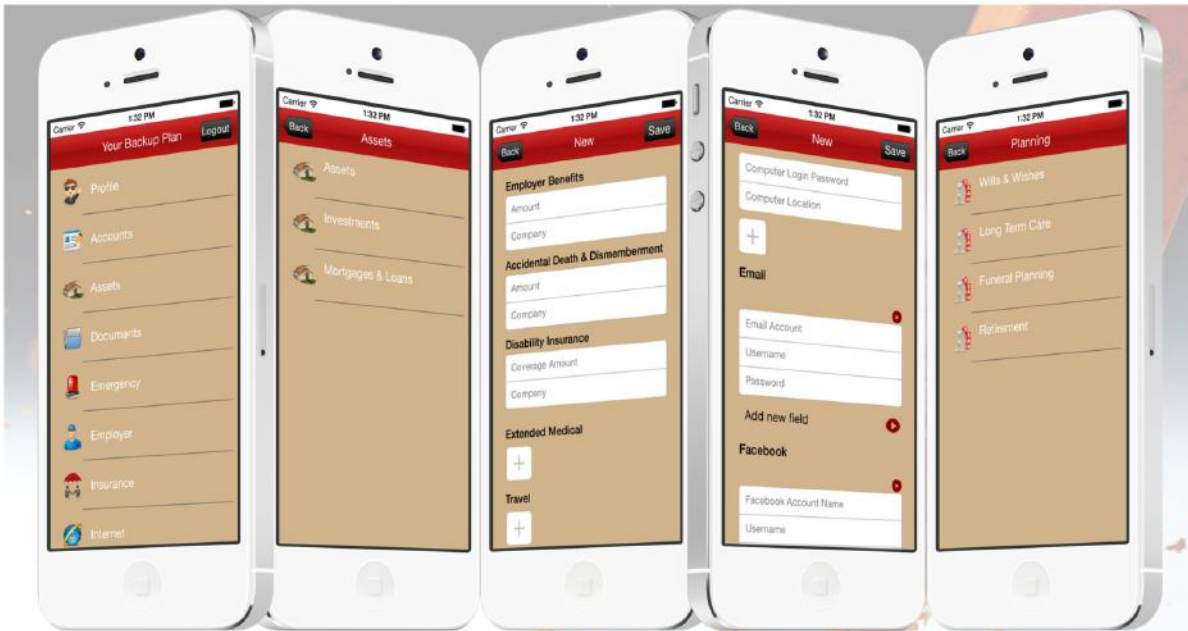 Carrier
1:32 PM
Your Backup Plan
Logout
Profile
Accounts
Assets
Documents
Emergency
Employer
Insurance
Internet
Carrier
1:32 PM
Back
Assets
Assets
Investments
Mortgages & Loans
Carrier
1:32 PM
Back
New
Save
Employer Benefits
Amount
Company
Accidental Death & Dismemberment
Amount
Company
Disability Insurance
Coverage Amount
Company
Extended Medical
+
Travel
+
Carrier
1:32 PM
Back
New
Save
Computer Login Password
Computer Location
+
Email
Email Account
Username
Password
Add new field
Facebook
Facebook Account Name
Username
Carrier
1:32 PM
Back
Planning
Wills & Wishes
Long Term Care
Funeral Planning
Retirement